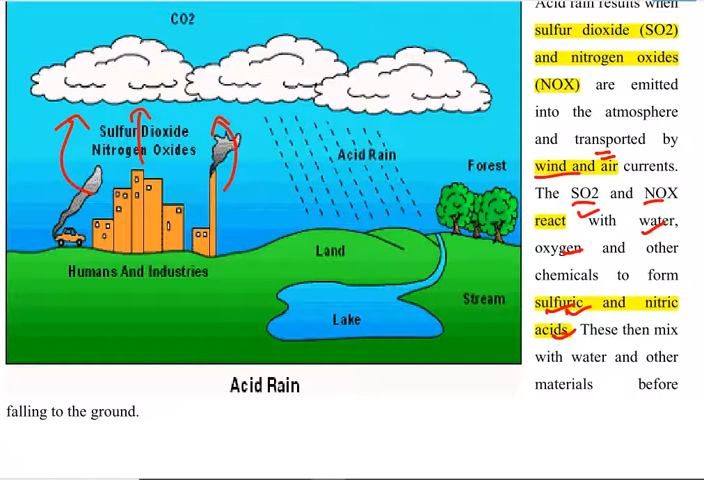 CO2
Sulfur Dioxide
Nitrogen Oxides
Acid Rain
Forest
Land
Humans And Industries
Stream
Lake
Acid Rain
Acid rain results when
sulfur dioxide (SO2)
and nitrogen oxides
(NOX) are emitted
into the atmosphere
and transported by
wind and air currents.
The SO2 and NOX
react with water,
oxygen and other
chemicals to form
sulfuric and nitric
acids. These then mix
with water and other
materials before
falling to the ground.